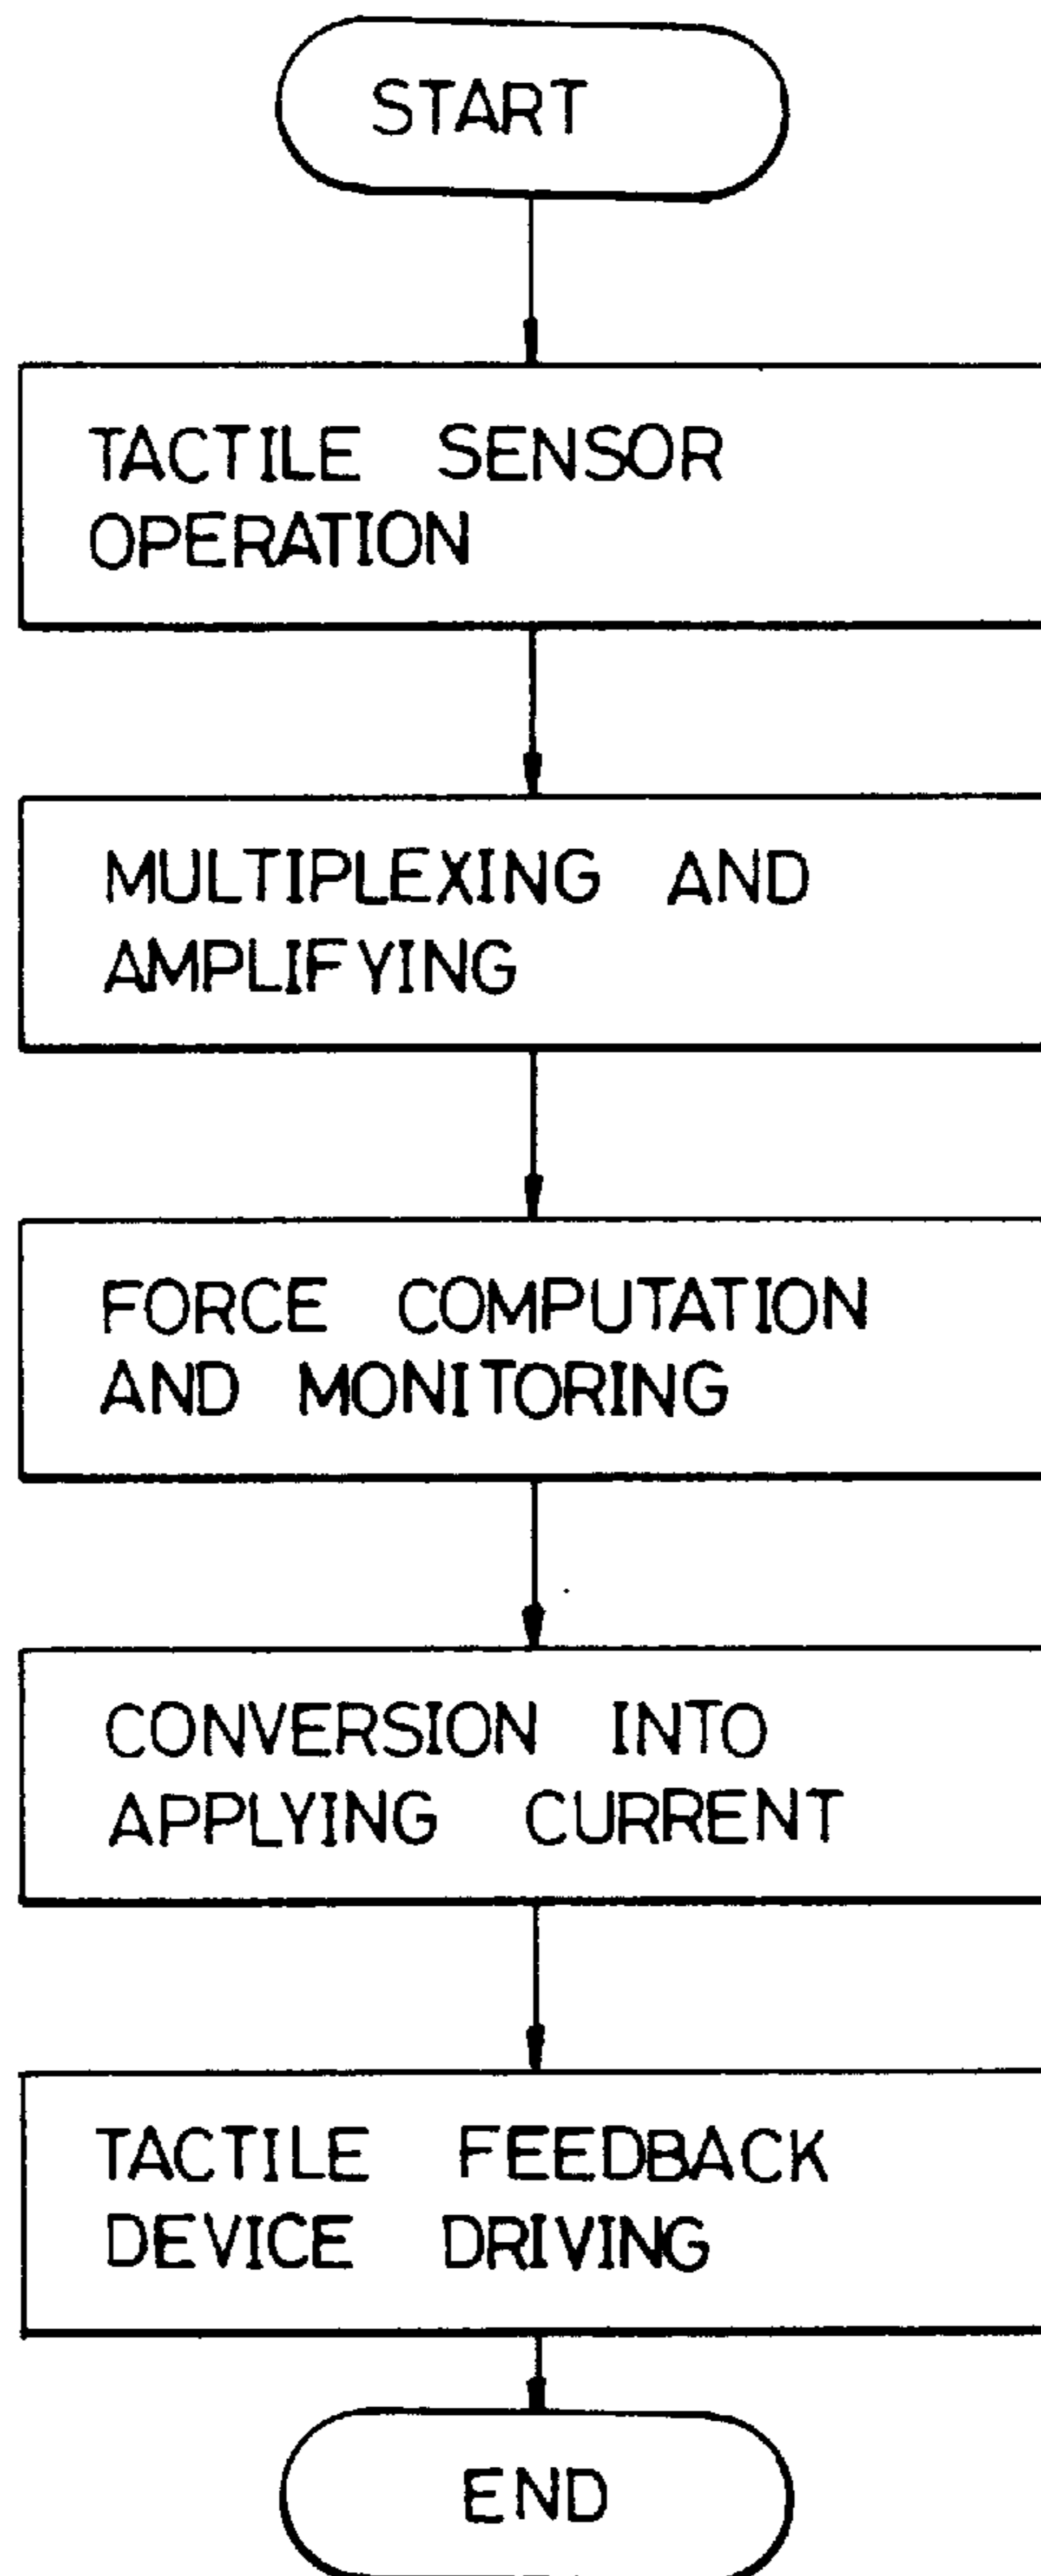 START
TACTILE SENSOR
OPERATION
MULTIPLEXING AND
AMPLIFYING
FORCE COMPUTATION
AND MONITORING
CONVERSION INTO
APPLYING CURRENT
TACTILE FEEDBACK
DEVICE DRIVING
END